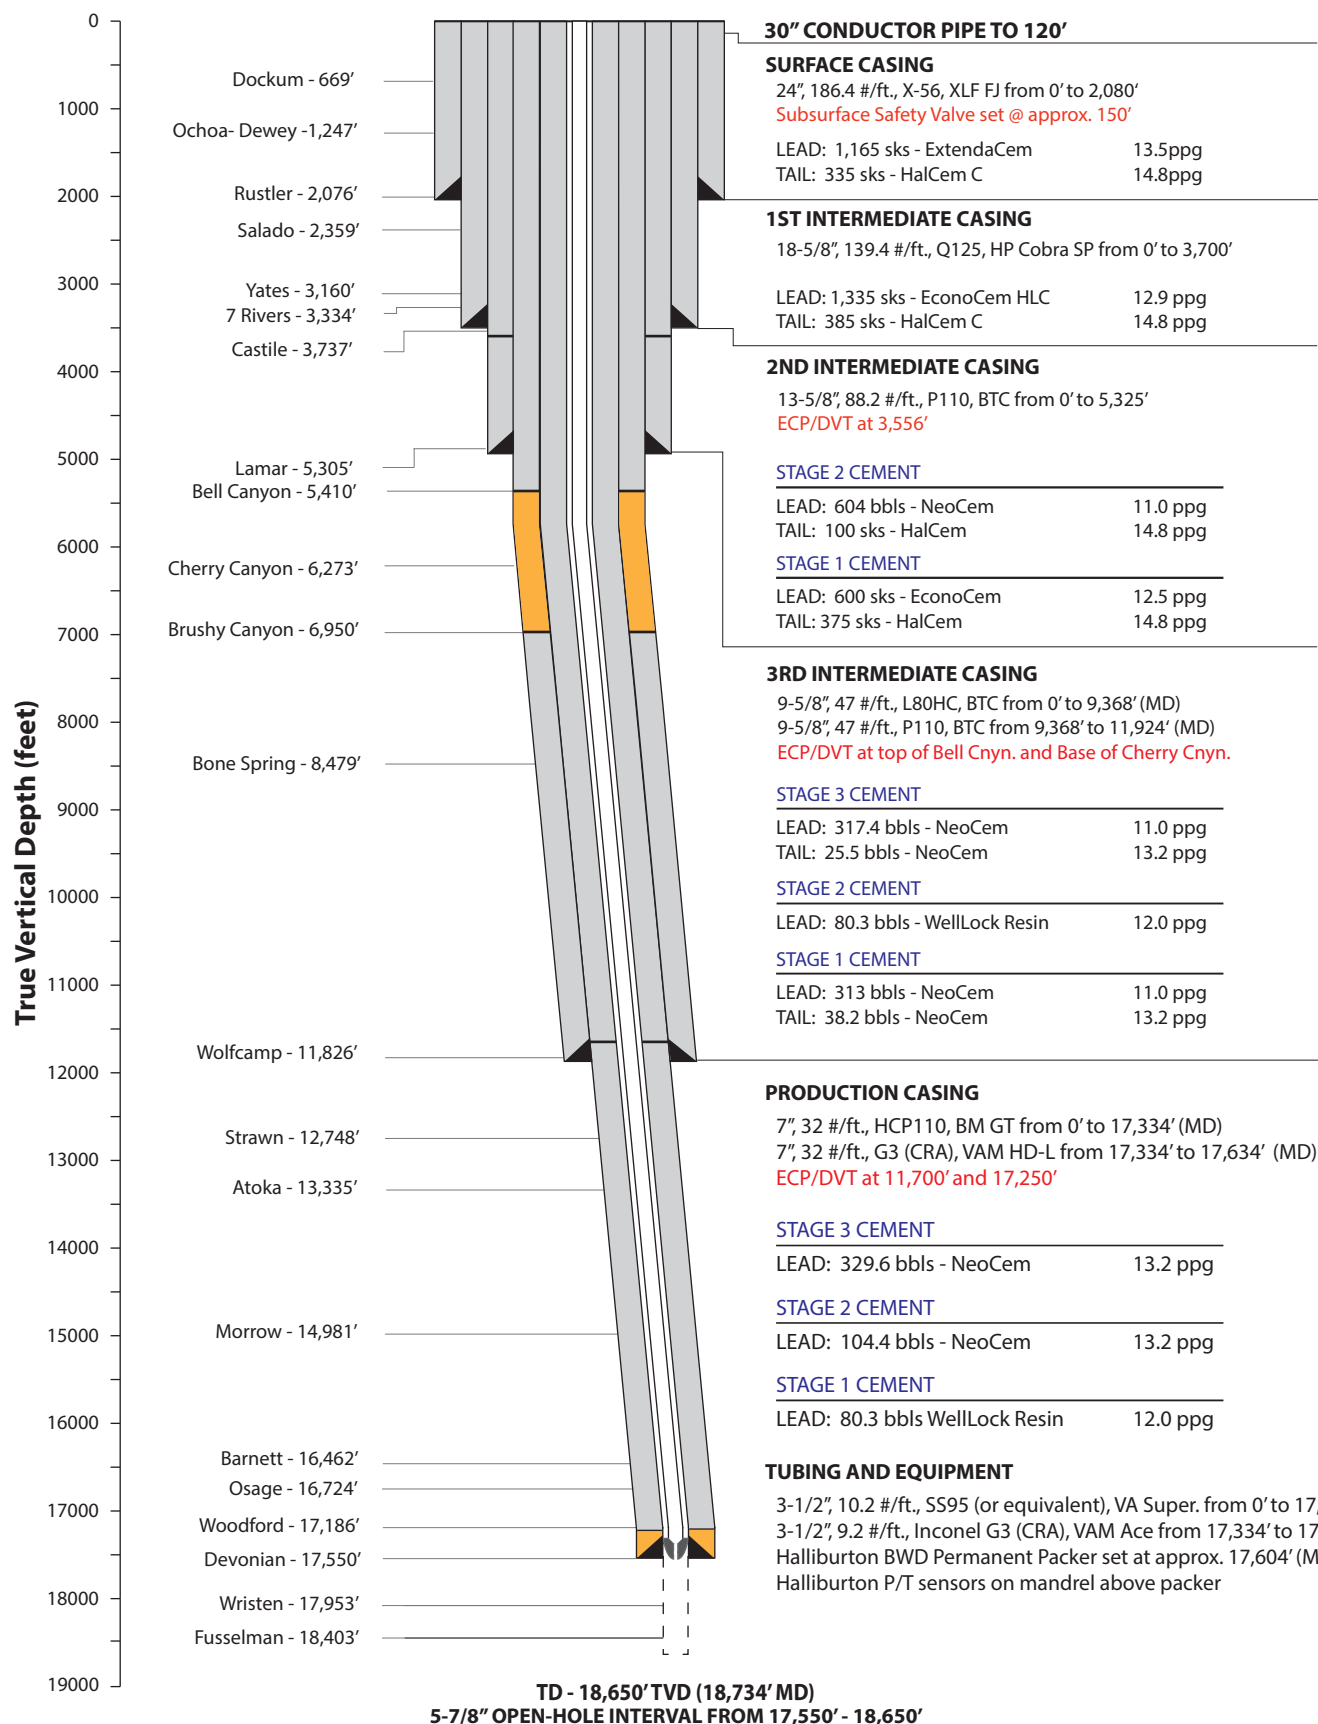 True Vertical Depth (feet)
0
1000
2000
3000
4000
5000
6000
7000
8000
9000
10000
11000
12000
13000
14000
15000
16000
17000
18000
19000
Dockum - 669’
Ochoa- Dewey -1,247’
Rustler - 2,076’
Salado - 2,359’
Yates - 3,160’
7 Rivers - 3,334’
Castile - 3,737’
Lamar - 5,305’
Bell Canyon - 5,410’
Cherry Canyon - 6,273’
Brushy Canyon - 6,950’
Bone Spring - 8,479’
Wolfcamp - 11,826’
Strawn - 12,748’
Atoka - 13,335’
Morrow - 14,981’
Barnett - 16,462’
Osage - 16,724’
Woodford - 17,186’
Devonian - 17,550’
Wristen - 17,953’
Fusselman - 18,403’
30” CONDUCTOR PIPE TO 120’
SURFACE CASING
24”, 186.4 #/ft., X-56, XLF FJ from 0’ to 2,080‘
Subsurface Safety Valve set @ approx. 150’
LEAD: 1,165 sks - ExtendaCem 13.5ppg
TAIL: 335 sks - HalCem C 14.8ppg
1ST INTERMEDIATE CASING
18-5/8”, 139.4 #/ft., Q125, HP Cobra SP from 0’ to 3,700’
LEAD: 1,335 sks - EconoCem HLC 12.9 ppg
TAIL: 385 sks - HalCem C 14.8 ppg
2ND INTERMEDIATE CASING
13-5/8”, 88.2 #/ft., P110, BTC from 0’ to 5,325’
ECP/DVT at 3,556’
STAGE 2 CEMENT
LEAD: 604 bbls - NeoCem 11.0 ppg
TAIL: 100 sks - HalCem 14.8 ppg
STAGE 1 CEMENT
LEAD: 600 sks - EconoCem 12.5 ppg
TAIL: 375 sks - HalCem 14.8 ppg
3RD INTERMEDIATE CASING
9-5/8”, 47 #/ft., L80HC, BTC from 0’ to 9,368’ (MD)
9-5/8”, 47 #/ft., P110, BTC from 9,368’ to 11,924‘ (MD)
ECP/DVT at top of Bell Cnyn. and Base of Cherry Cnyn.
STAGE 3 CEMENT
LEAD: 317.4 bbls - NeoCem 11.0 ppg
TAIL: 25.5 bbls - NeoCem 13.2 ppg
STAGE 2 CEMENT
LEAD: 80.3 bbls - WellLock Resin 12.0 ppg
STAGE 1 CEMENT
LEAD: 313 bbls - NeoCem 11.0 ppg
TAIL: 38.2 bbls - NeoCem 13.2 ppg
PRODUCTION CASING
7”, 32 #/ft., HCP110, BM GT from 0’ to 17,334’ (MD)
7”, 32 #/ft., G3 (CRA), VAM HD-L from 17,334’ to 17,634’ (MD)
ECP/DVT at 11,700’ and 17,250’
STAGE 3 CEMENT
LEAD: 329.6 bbls - NeoCem 13.2 ppg
STAGE 2 CEMENT
LEAD: 104.4 bbls - NeoCem 13.2 ppg
STAGE 1 CEMENT
LEAD: 80.3 bbls WellLock Resin 12.0 ppg
TUBING AND EQUIPMENT
3-1/2”, 10.2 #/ft., SS95 (or equivalent), VA Super. from 0’ to 17,
3-1/2”, 9.2 #/ft., Inconel G3 (CRA), VAM Ace from 17,334’ to 17
Halliburton BWD Permanent Packer set at approx. 17,604’ (M
Halliburton P/T sensors on mandrel above packer
TD - 18,650’ TVD (18,734’ MD)
5-7/8” OPEN-HOLE INTERVAL FROM 17,550’ - 18,650’